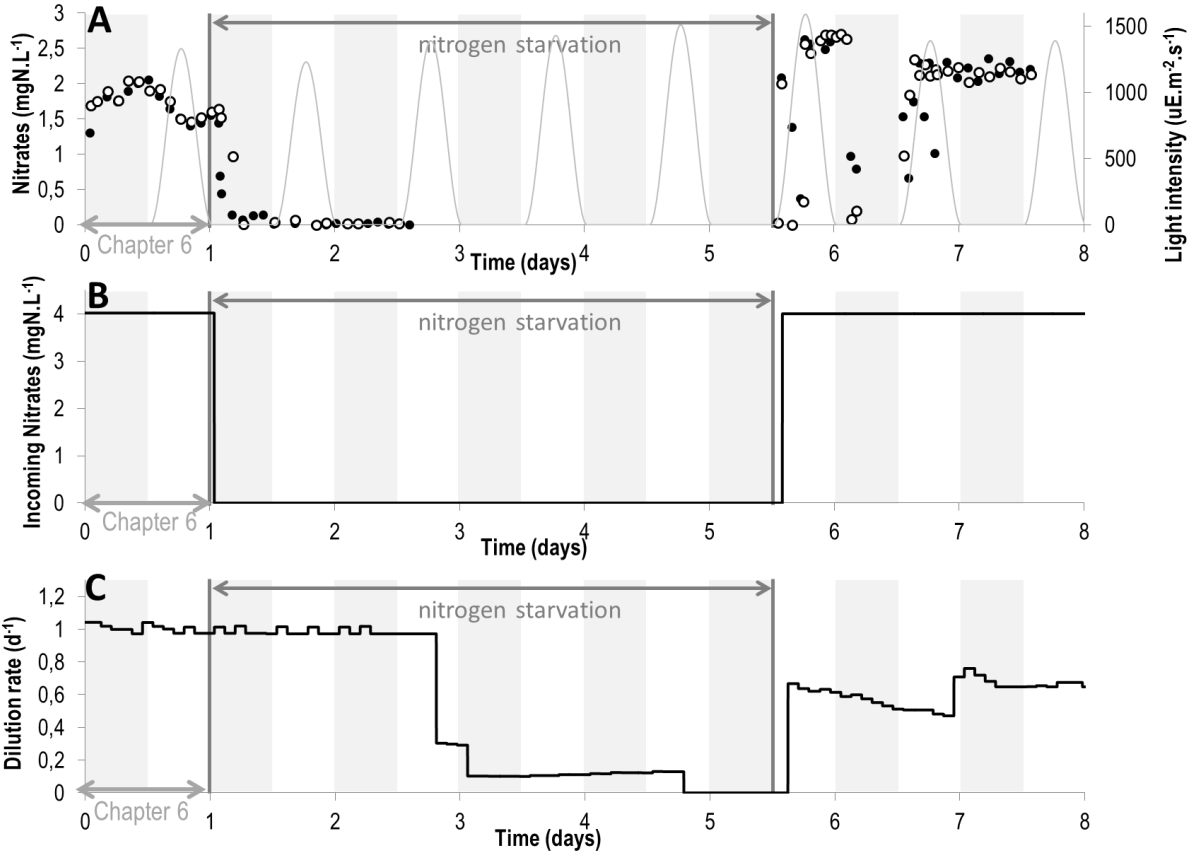 A
Nitrates (mgN.L-1)
3
2,5
2
1,5
1
0,5
0
nitrogen starvation
Chapter 6
1500
1000
500
0
Light intensity (uE.m-2.s-1)
0 1 2 3 4 5 6 7 8
Time (days)
B
Incoming Nitrates (mgN.L-1)
4
3
2
1
0
nitrogen starvation
Chapter 6
0 1 2 3 4 5 6 7 8
Time (days)
C
Dilution rate (d-1)
1,2
1
0,8
0,6
0,4
0,2
0
nitrogen starvation
Chapter 6
0 1 2 3 4 5 6 7 8
Time (days)